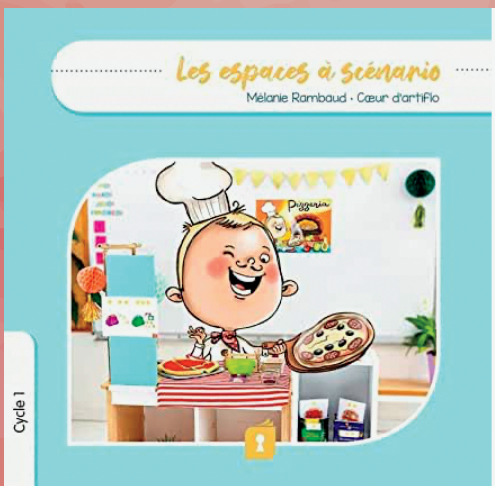 Les espaces à scénario
Mélanie Rambaud • Cœur d'artiflo
Pizzeria
Cycle 1